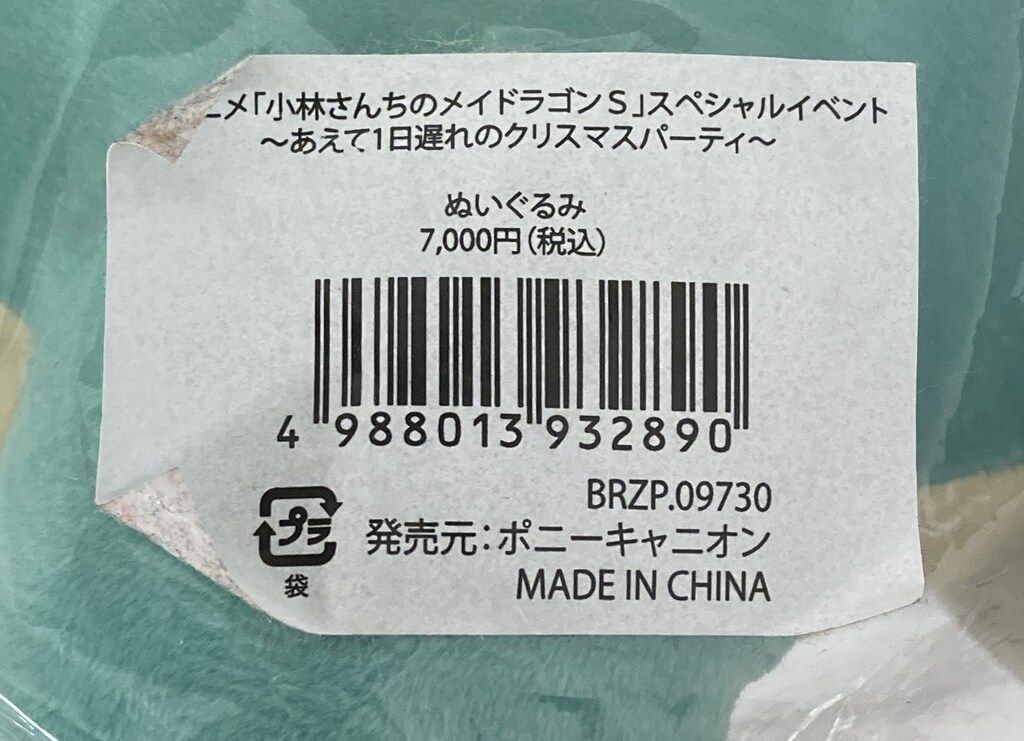 ニメ「小林さんちのメイドラゴンS」スペシャルイベント
～あえて1日遅れのクリスマスパーティ～
ぬいぐるみ
7,000円(税込)
4 988013 932890
BRZP.09730
プラ
発売元:ポニーキャニオン
袋
MADE IN CHINA